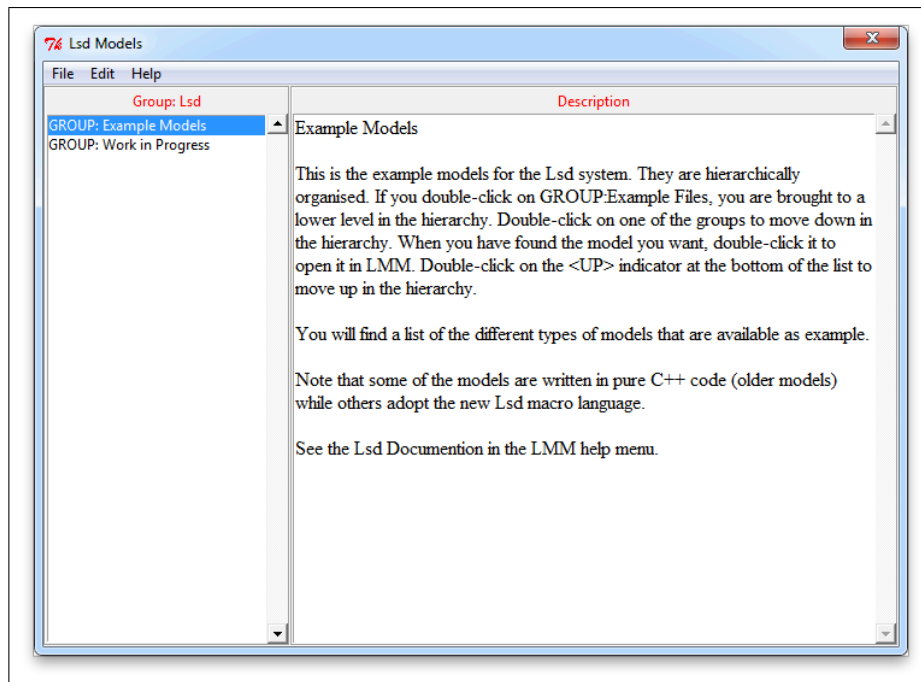 Lsd Models
File Edit Help
Group: Lsd
Description
GROUP: Example Models
GROUP: Work in Progress
Example Models
This is the example models for the Lsd system. They are hierarchically
organised. If you double-click on GROUP:Example Files, you are brought to a
lower level in the hierarchy. Double-click on one of the groups to move down in
the hierarchy. When you have found the model you want, double-click it to
open it in LMM. Double-click on the <UP> indicator at the bottom of the list to
move up in the hierarchy.
You will find a list of the different types of models that are available as example.
Note that some of the models are written in pure C++ code (older models)
while others adopt the new Lsd macro language.
See the Lsd Documention in the LMM help menu.